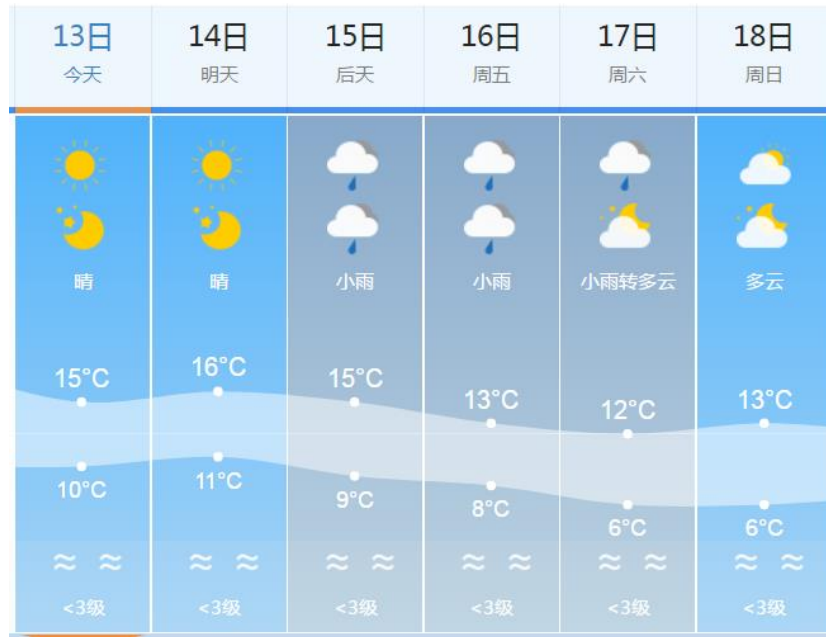 13日 14日 15日 16日 17日 18日
今天 明天 后天 周五 周六 周日
晴 晴 小雨 小雨 小雨转多云 多云
15°C 16°C 15°C 13°C 12°C 13°C
10°C 11°C 9°C 8°C 6°C 6°C
<3级 <3级 <3级 <3级 <3级 <3级